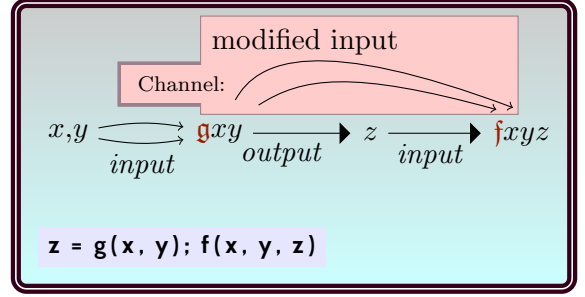 modified input
Channel:
x,y 𝔤xy z 𝔣xyz
input output input
z = g(x, y); f(x, y, z)